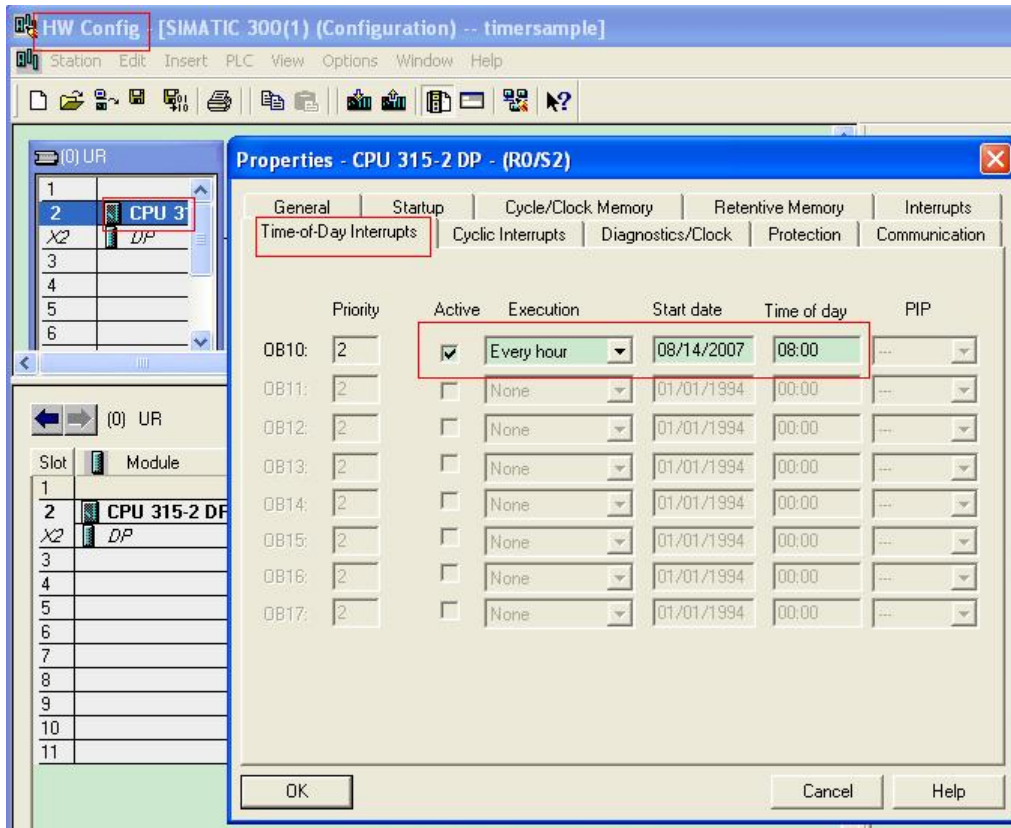 HW Config - [SIMATIC 300(1) (Configuration) -- timersample]
Station Edit Insert PLC View Options Window Help
(0) UR
1
2 CPU 31
X2 DP
3
4
5
6
Properties - CPU 315-2 DP - (R0/S2)
General Startup Cycle/Clock Memory Retentive Memory Interrupts
Time-of-Day Interrupts Cyclic Interrupts Diagnostics/Clock Protection Communication
Priority Active Execution Start date Time of day PIP
OB10: 2 Every hour 08/14/2007 08:00 ---
OB11: 2 None 01/01/1994 00:00 ---
OB12: 2 None 01/01/1994 00:00 ---
OB13: 2 None 01/01/1994 00:00 ---
OB14: 2 None 01/01/1994 00:00 ---
OB15: 2 None 01/01/1994 00:00 ---
OB16: 2 None 01/01/1994 00:00 ---
OB17: 2 None 01/01/1994 00:00 ---
OK Cancel Help
(0) UR
Slot Module
1
2 CPU 315-2 DP
X2 DP
3
4
5
6
7
8
9
10
11